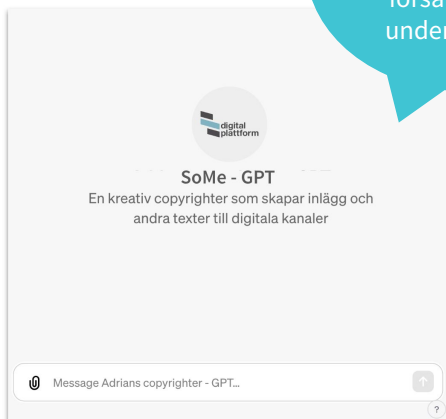 under
digital
plattform
SoMe - GPT
En kreativ copyrighter som skapar inlägg och
andra texter till digitala kanaler
Message Adrians copyrighter - GPT...
?